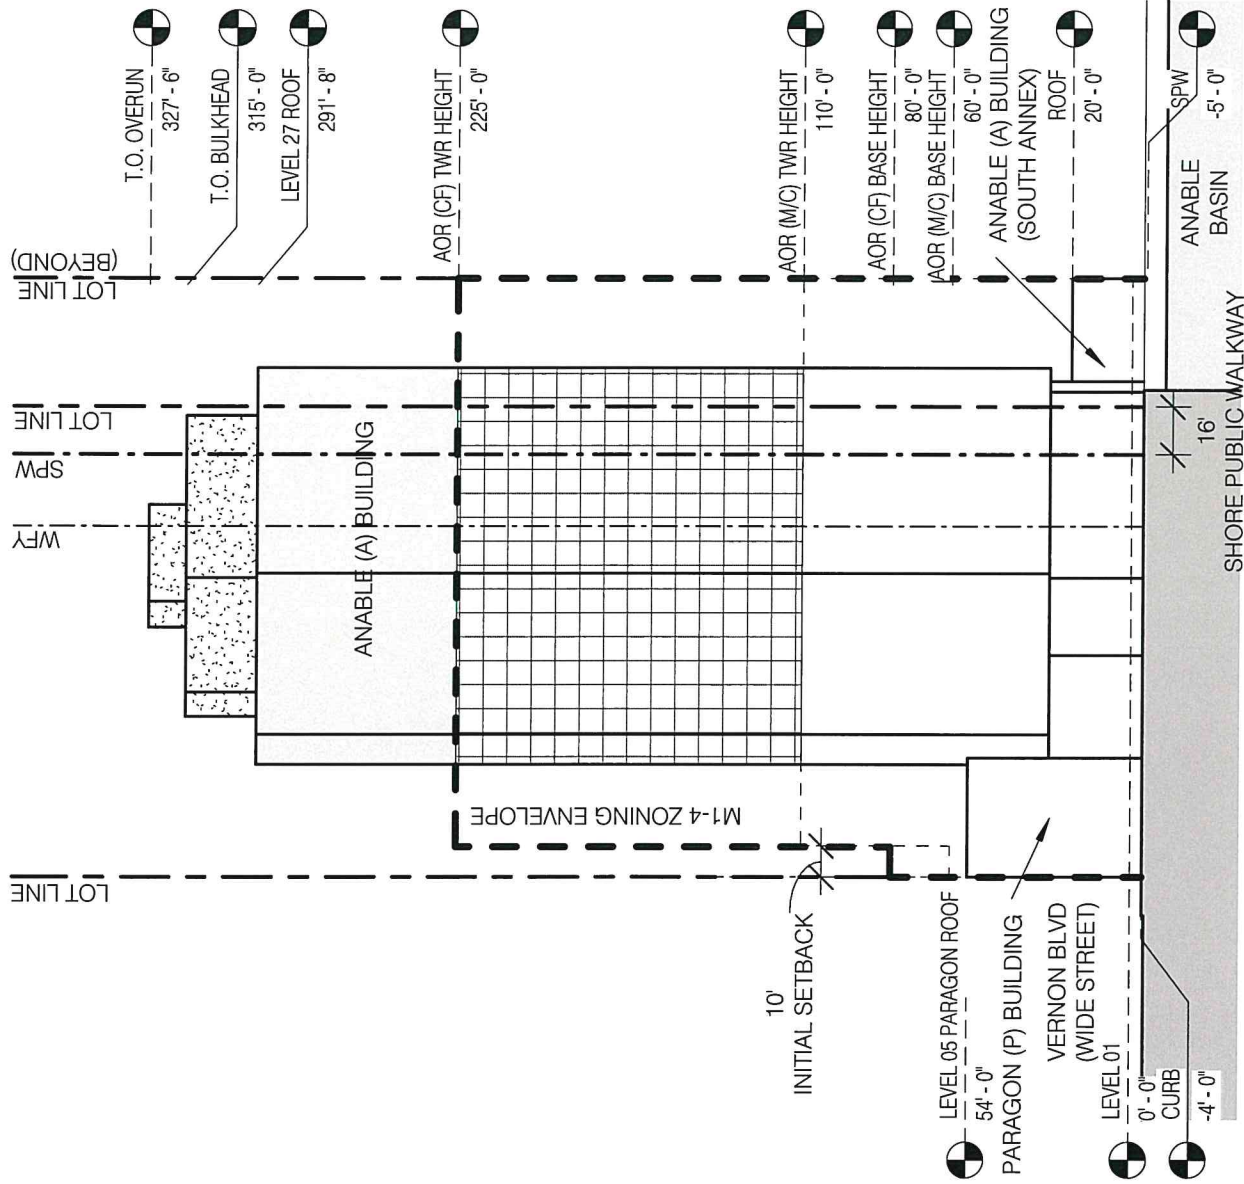 T.O. OVERUN
327' - 6"
T.O. BULKHEAD
315' - 0"
LEVEL 27 ROOF
291' - 8"
AOR (CF) TWR HEIGHT
225' - 0"
AOR (M/C) TWR HEIGHT
110' - 0"
AOR (CF) BASE HEIGHT
80' - 0"
AOR (M/C) BASE HEIGHT
60' - 0"
ANABLE (A) BUILDING
(SOUTH ANNEX)
ROOF
20' - 0"
SPW
-5' - 0"
ANABLE
BASIN
LOT LINE
(BEYOND)
LOT LINE
SPW
WFY
LOT LINE
ANABLE (A) BUILDING
M1-4 ZONING ENVELOPE
16'
SHORE PUBLIC WALKWAY
10'
INITIAL SETBACK
LEVEL 05 PARAGON ROOF
54' - 0"
PARAGON (P) BUILDING
VERNON BLVD
(WIDE STREET)
LEVEL 01
0' - 0"
CURB
-4' - 0"